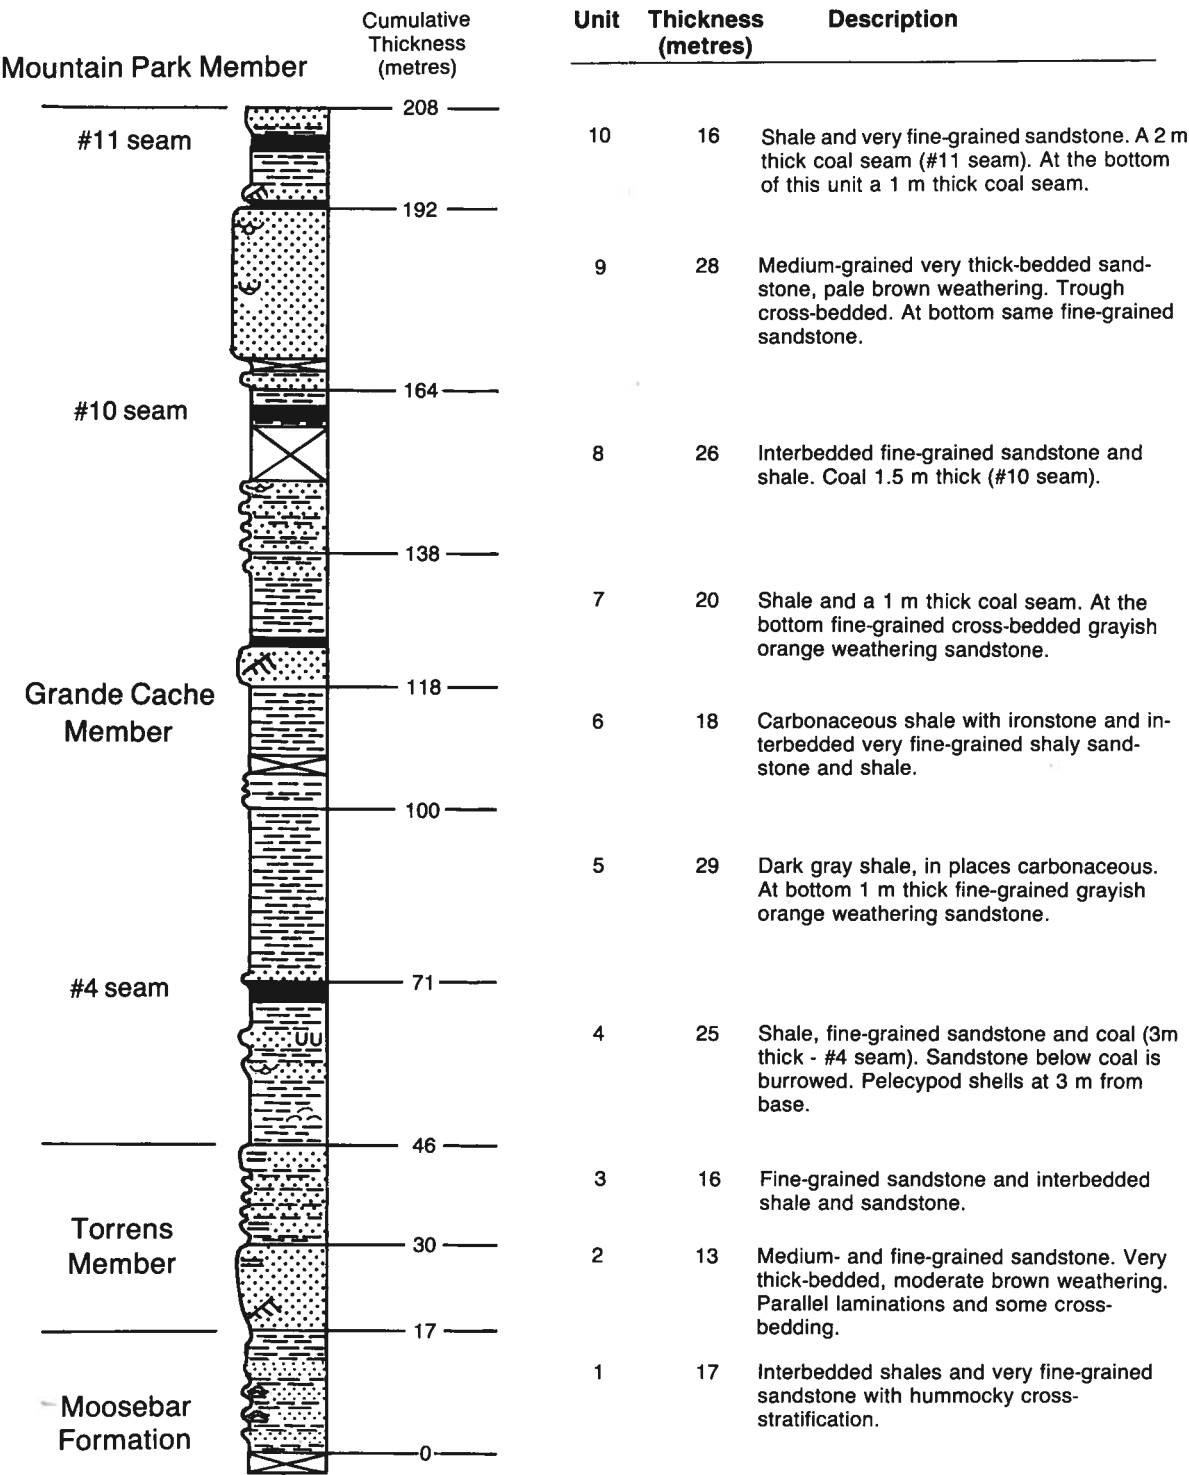 Cumulative
Thickness
(metres)
Unit Thickness Description
(metres)
Mountain Park Member
208
#11 seam
10 16 Shale and very fine-grained sandstone. A 2 m
thick coal seam (#11 seam). At the bottom
of this unit a 1 m thick coal seam.
192
9 28 Medium-grained very thick-bedded sand-
stone, pale brown weathering. Trough
cross-bedded. At bottom same fine-grained
sandstone.
164
#10 seam
8 26 Interbedded fine-grained sandstone and
shale. Coal 1.5 m thick (#10 seam).
138
7 20 Shale and a 1 m thick coal seam. At the
bottom fine-grained cross-bedded grayish
orange weathering sandstone.
118
Grande Cache
Member
6 18 Carbonaceous shale with ironstone and in-
terbedded very fine-grained shaly sand-
stone and shale.
100
5 29 Dark gray shale, in places carbonaceous.
At bottom 1 m thick fine-grained grayish
orange weathering sandstone.
71
#4 seam
4 25 Shale, fine-grained sandstone and coal (3m
thick - #4 seam). Sandstone below coal is
burrowed. Pelecypod shells at 3 m from
base.
46
3 16 Fine-grained sandstone and interbedded
shale and sandstone.
Torrens
Member
30
2 13 Medium- and fine-grained sandstone. Very
thick-bedded, moderate brown weathering.
Parallel laminations and some cross-
bedding.
17
1 17 Interbedded shales and very fine-grained
sandstone with hummocky cross-
stratification.
Moosebar
Formation
0